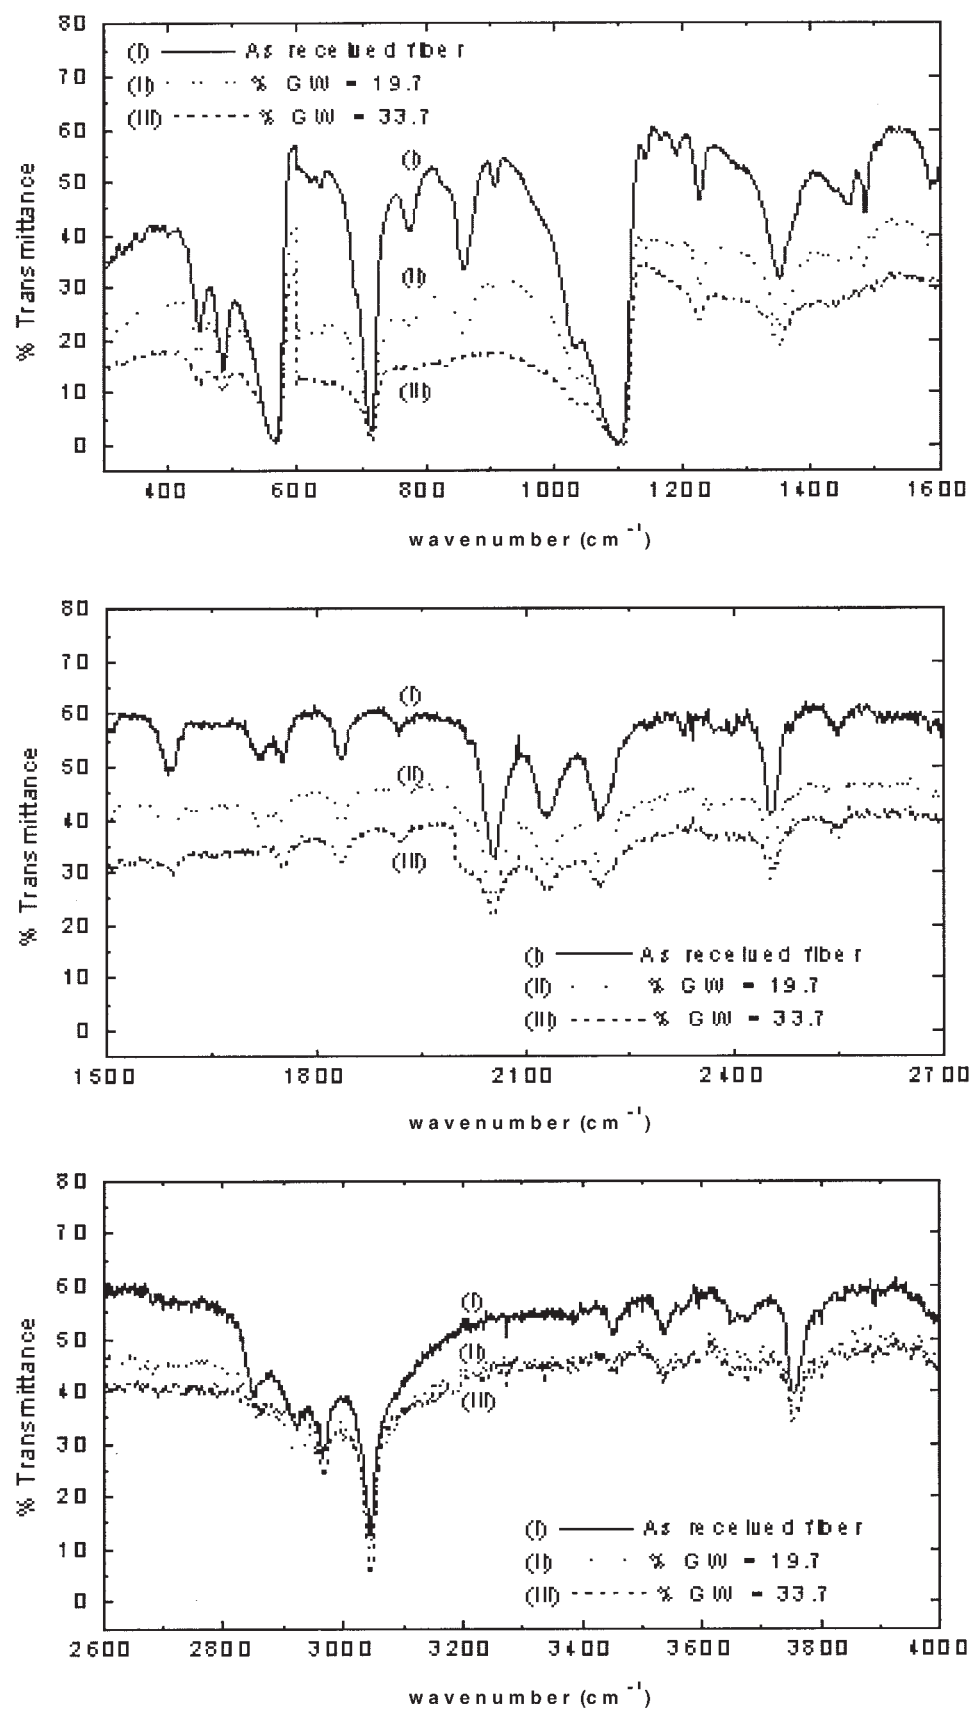 80
(I) As received fiber
70
(II) % GW = 19.7
(III) % GW = 33.7
60
(I)
50
% Transmittance
40
(II)
30
20
10
(III)
0
400 600 800 1000 1200 1400 1600
wavenumber (cm⁻¹)
80
70
(I)
60
50
(II)
% Transmittance
40
(III)
30
20
(I) As received fiber
10
(II) % GW = 19.7
(III) % GW = 33.7
0
1500 1800 2100 2400 2700
wavenumber (cm⁻¹)
80
70
60
(I)
50
(II)
% Transmittance
40
(III)
30
20
(I) As received fiber
10
(II) % GW = 19.7
(III) % GW = 33.7
0
2600 2800 3000 3200 3400 3600 3800 4000
wavenumber (cm⁻¹)